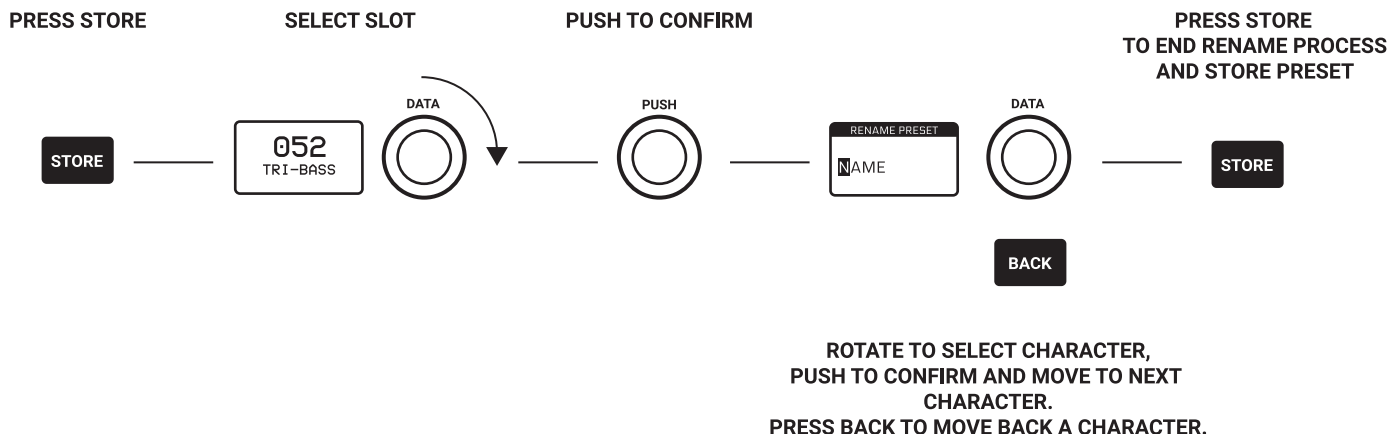 PRESS STORE
SELECT SLOT
PUSH TO CONFIRM
PRESS STORE
TO END RENAME PROCESS
AND STORE PRESET
STORE
052
TRI-BASS
DATA
PUSH
RENAME PRESET
NAME
DATA
STORE
BACK
ROTATE TO SELECT CHARACTER,
PUSH TO CONFIRM AND MOVE TO NEXT
CHARACTER.
PRESS BACK TO MOVE BACK A CHARACTER.